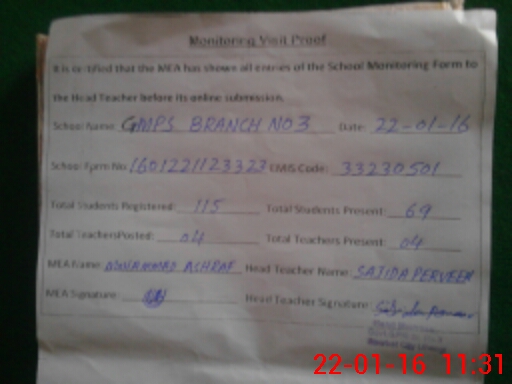 Monitoring Visit Proof
It is certified that the MEA has shown all entries of the School Monitoring Form to
the Head Teacher before its online submission.
School Name: GMPS BRANCH NO 3 Date: 22-01-16
School Form No. 1601221123323 EMIS Code: 33230501
Total Students Registered: 115 Total Students Present: 69
Total Teachers Posted: 04 Total Teachers Present: 04
MEA Name: MUHAMMAD ASHRAF Head Teacher Name: SAJIDA PERVEEN
MEA Signature: Head Teacher Signature:
22-01-16 11:31